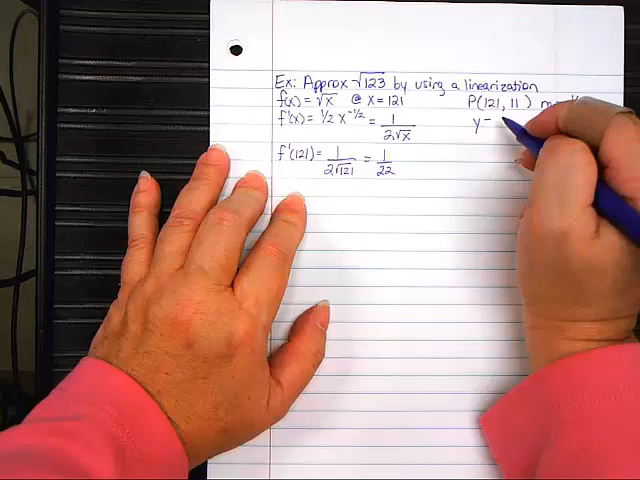 Ex: Approx √123 by using a linearization
f(x) = √x @ x = 121 P(121, 11) m
f'(x) = 1/2 x^-1/2 = 1/(2√x) y -
f'(121) = 1/(2√121) = 1/22